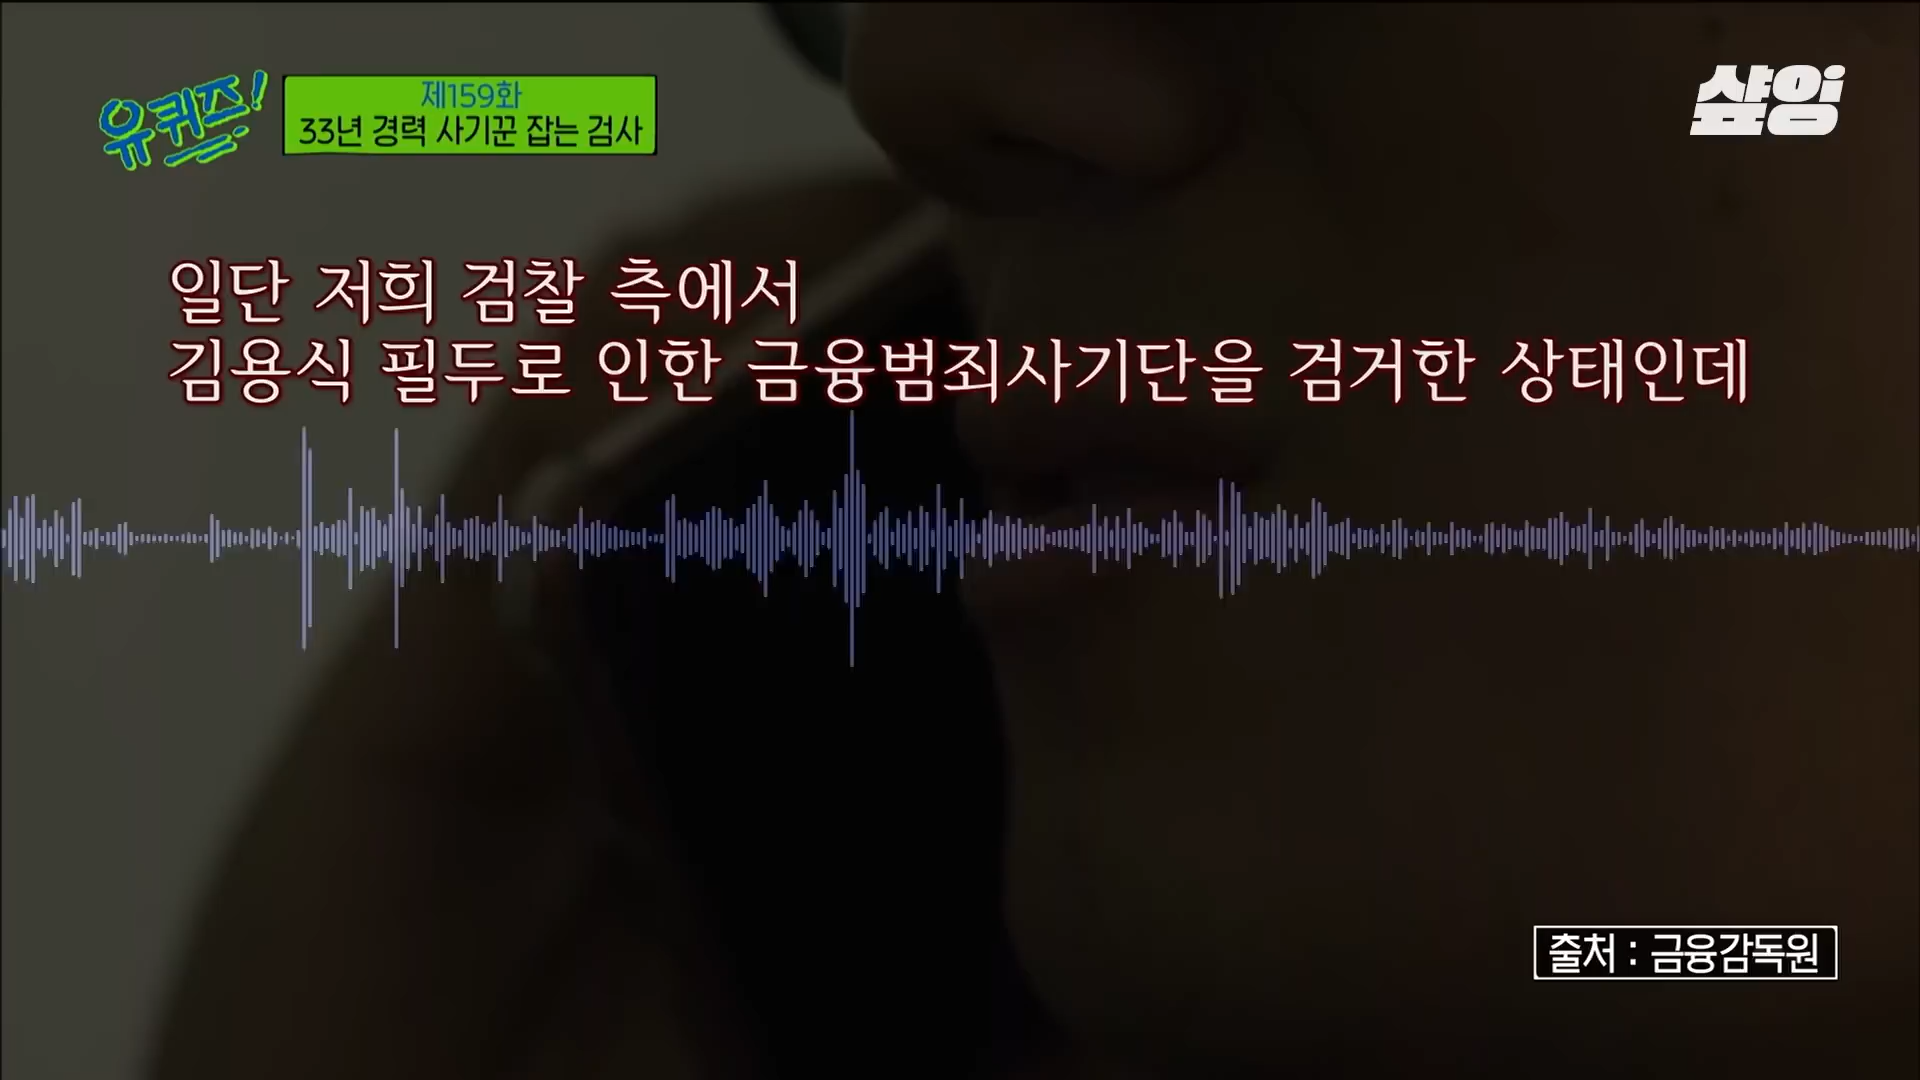 유퀴즈!
제159화
33년 경력 사기꾼 잡는 검사
샾잉
일단 저희 검찰 측에서
김용식 필두로 인한 금융범죄사기단을 검거한 상태인데
출처 : 금융감독원